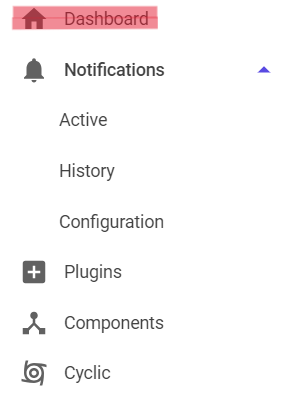 Dashboard
Notifications
Active
History
Configuration
Plugins
Components
Cyclic